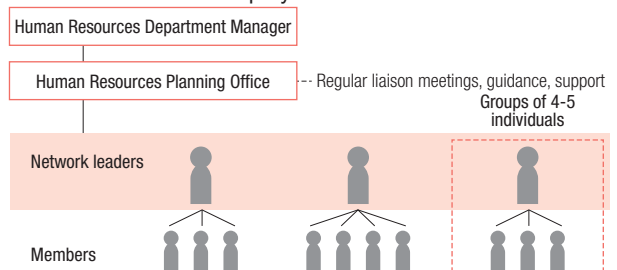 Human Resources Department Manager
Human Resources Planning Office
Regular liaison meetings, guidance, support
Groups of 4-5
individuals
Network leaders
Members